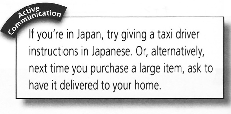 Active
Communication
If you're in Japan, try giving a taxi driver
instructions in Japanese. Or, alternatively,
next time you purchase a large item, ask to
have it delivered to your home.